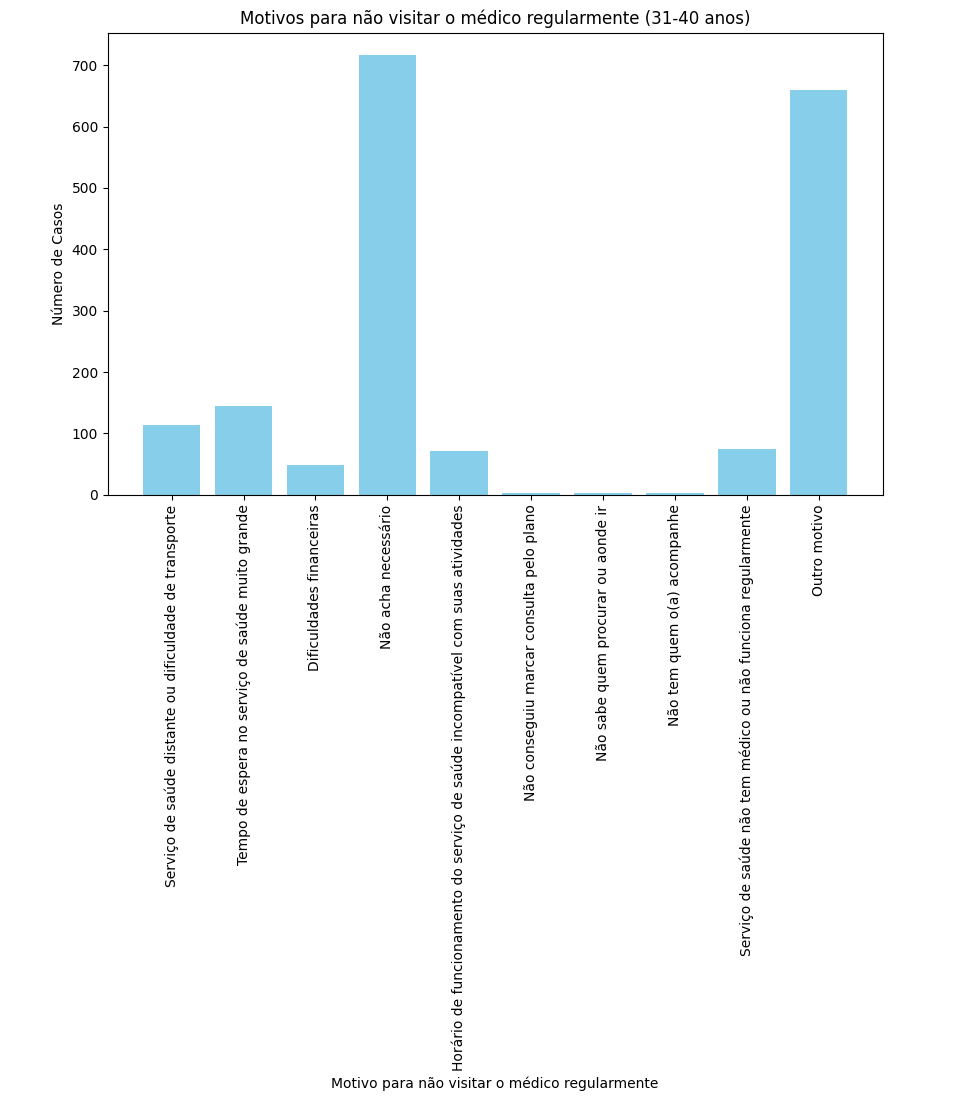 Motivos para não visitar o médico regularmente (31-40 anos)
Número de Casos
700
600
500
400
300
200
100
0
Serviço de saúde distante ou dificuldade de transporte
Tempo de espera no serviço de saúde muito grande
Dificuldades financeiras
Não acha necessário
Horário de funcionamento do serviço de saúde incompatível com suas atividades
Não conseguiu marcar consulta pelo plano
Não sabe quem procurar ou aonde ir
Não tem quem o(a) acompanhe
Serviço de saúde não tem médico ou não funciona regularmente
Outro motivo
Motivo para não visitar o médico regularmente